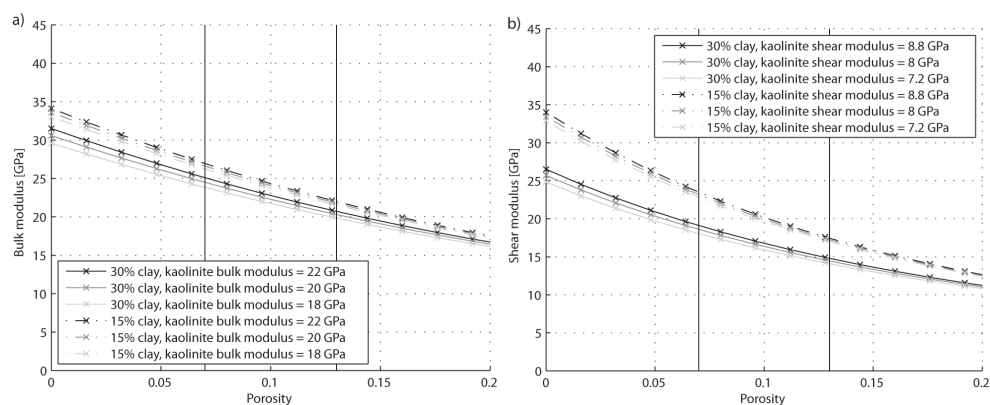 a)
45
40
35
30
25
20
15
10
5
0
Bulk modulus [GPa]
30% clay, kaolinite bulk modulus = 22 GPa
30% clay, kaolinite bulk modulus = 20 GPa
30% clay, kaolinite bulk modulus = 18 GPa
15% clay, kaolinite bulk modulus = 22 GPa
15% clay, kaolinite bulk modulus = 20 GPa
15% clay, kaolinite bulk modulus = 18 GPa
0 0.05 0.1 0.15 0.2
Porosity
b)
45
40
35
30
25
20
15
10
5
0
Shear modulus [GPa]
30% clay, kaolinite shear modulus = 8.8 GPa
30% clay, kaolinite shear modulus = 8 GPa
30% clay, kaolinite shear modulus = 7.2 GPa
15% clay, kaolinite shear modulus = 8.8 GPa
15% clay, kaolinite shear modulus = 8 GPa
15% clay, kaolinite shear modulus = 7.2 GPa
0 0.05 0.1 0.15 0.2
Porosity